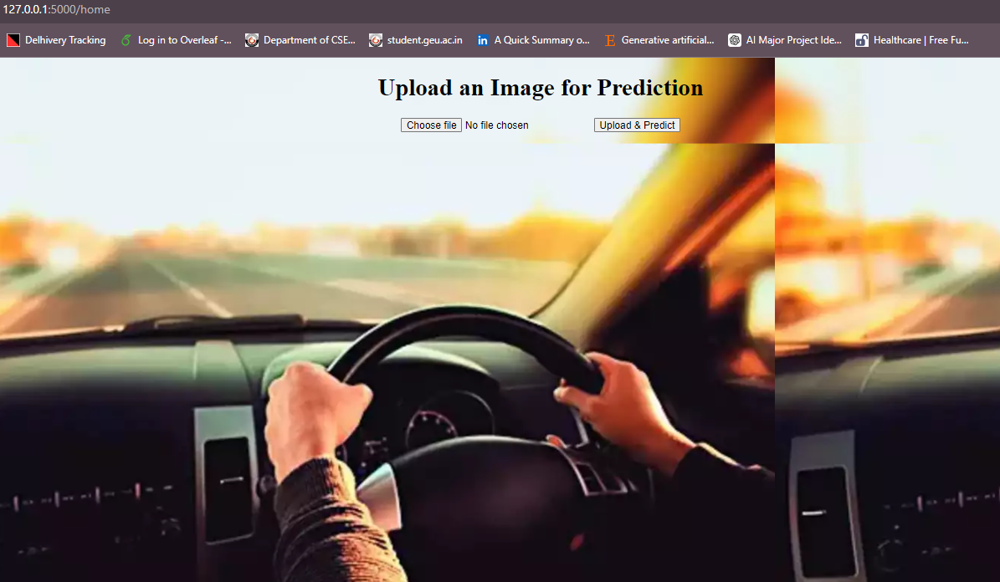 127.0.0.1:5000/home
Delhivery Tracking Log in to Overleaf -... Department of CSE... student.geu.ac.in A Quick Summary o... Generative artificial... AI Major Project Ide... Healthcare | Free Fu...
Upload an Image for Prediction
Choose file No file chosen Upload & Predict